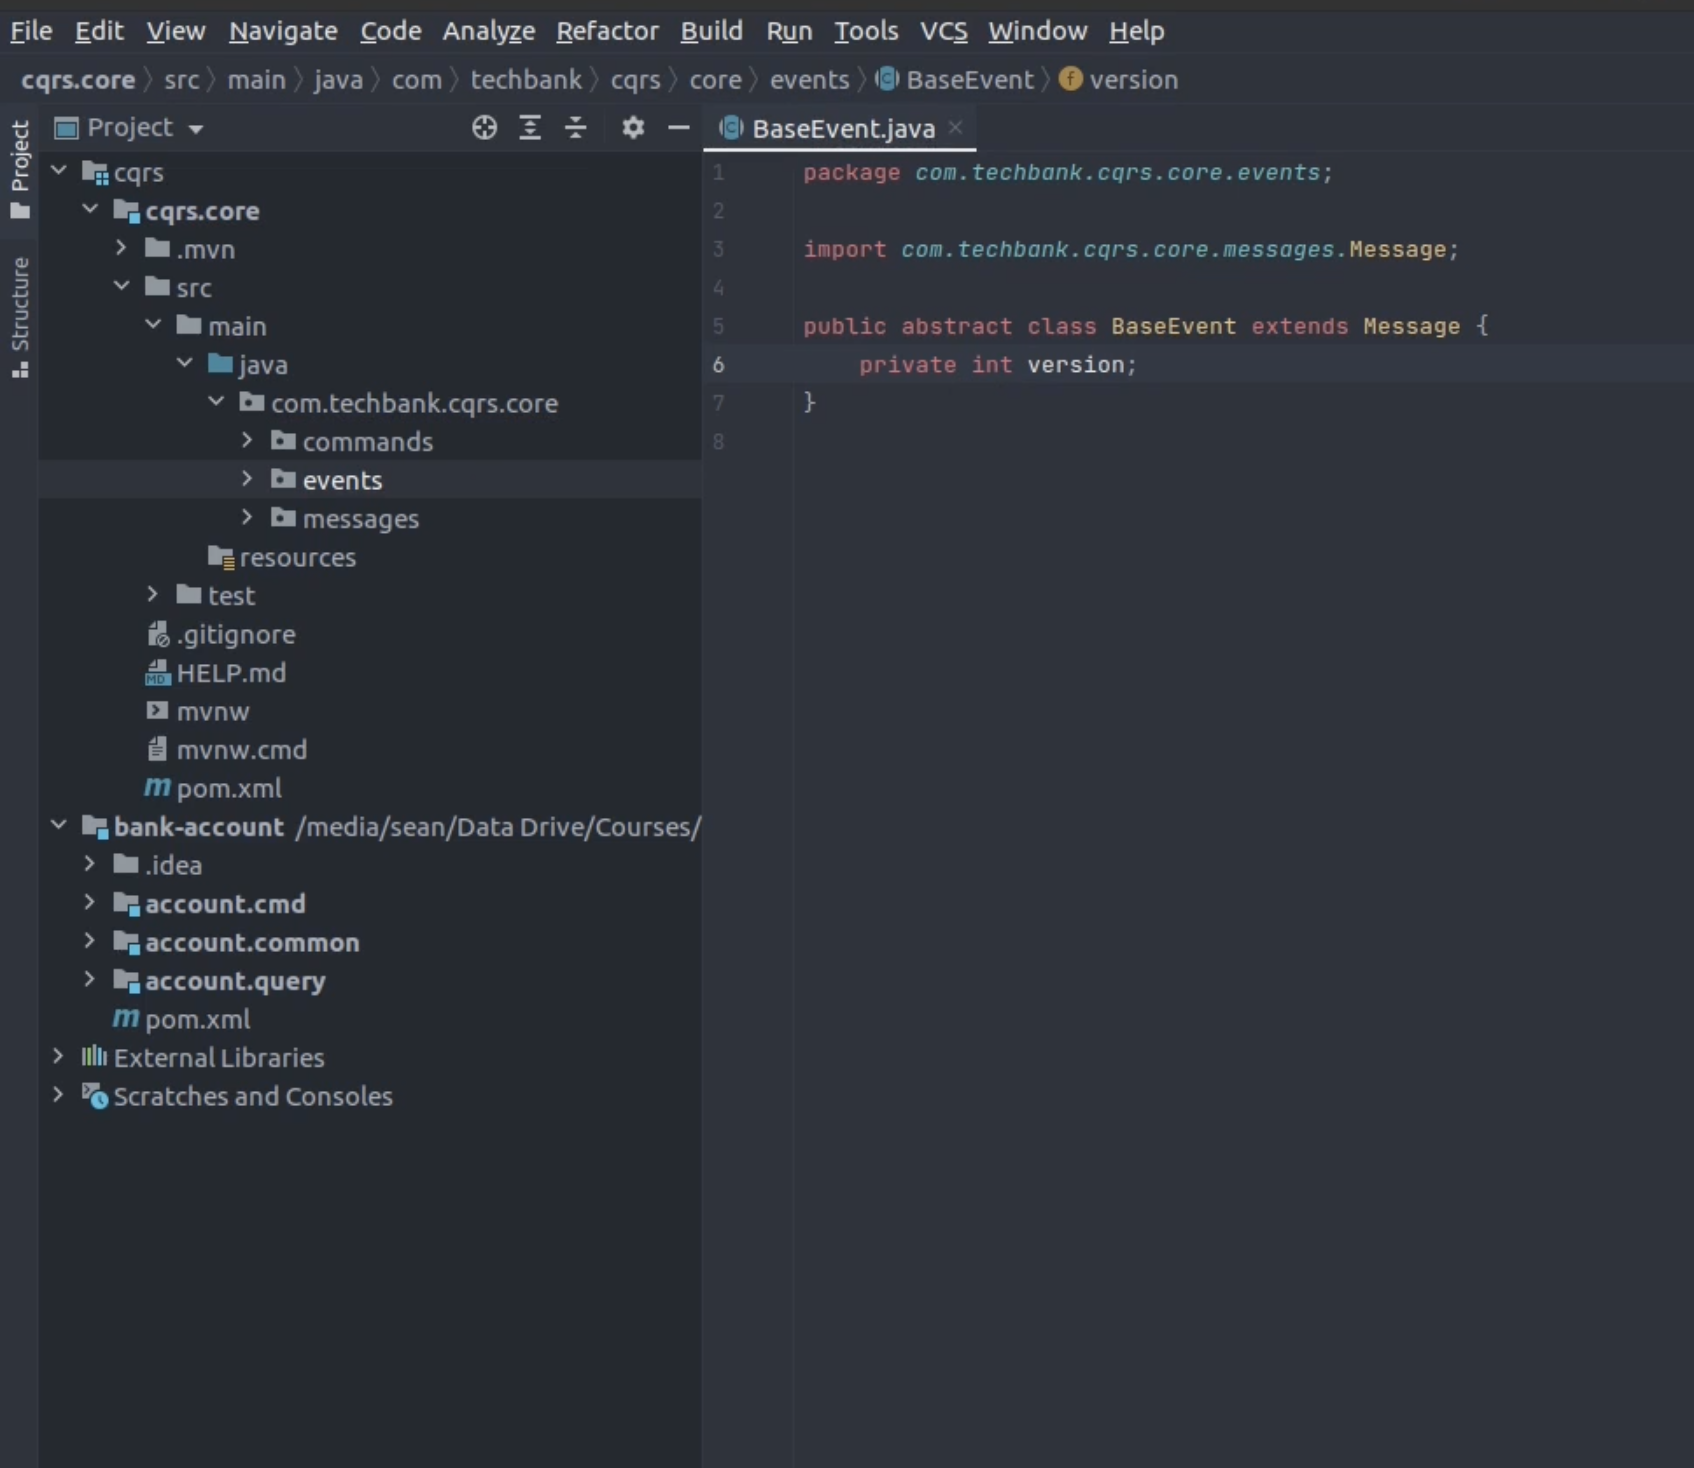 File Edit View Navigate Code Analyze Refactor Build Run Tools VCS Window Help
cqrs.core src main java com techbank cqrs core events BaseEvent version
Project
Structure
Project
cqrs
cqrs.core
.mvn
src
main
java
com.techbank.cqrs.core
commands
events
messages
resources
test
.gitignore
HELP.md
mvnw
mvnw.cmd
pom.xml
bank-account /media/sean/Data Drive/Courses/
.idea
account.cmd
account.common
account.query
pom.xml
External Libraries
Scratches and Consoles
BaseEvent.java
1 package com.techbank.cqrs.core.events;
2
3 import com.techbank.cqrs.core.messages.Message;
4
5 public abstract class BaseEvent extends Message {
6 private int version;
7 }
8